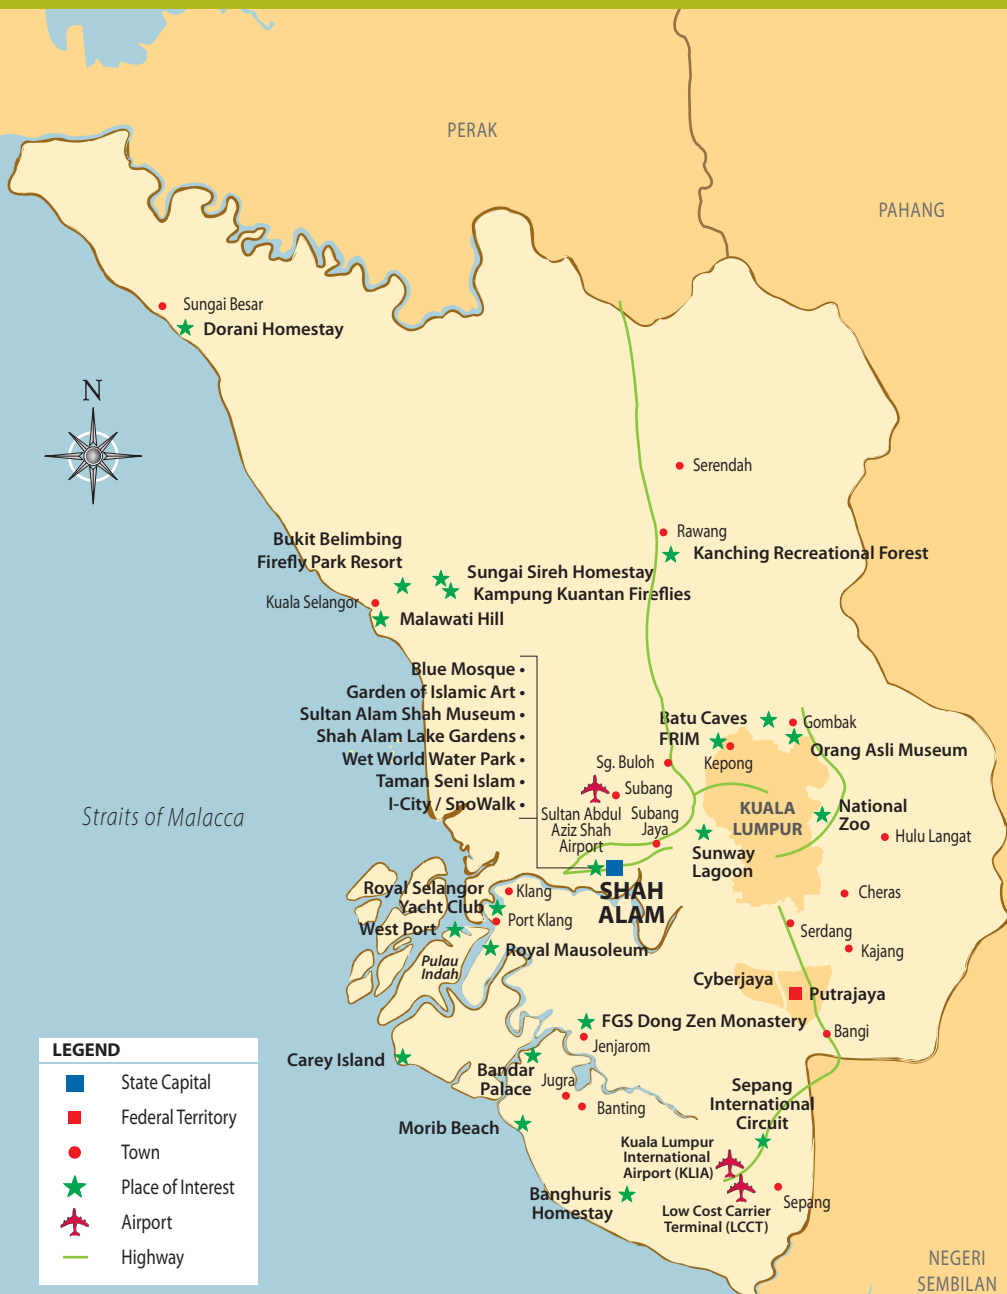 PERAK
PAHANG
Sungai Besar
Dorani Homestay
N
Serendah
Rawang
Kanching Recreational Forest
Bukit Belimbing
Firefly Park Resort
Sungai Sireh Homestay
Kampung Kuantan Fireflies
Kuala Selangor
Malawati Hill
Blue Mosque •
Garden of Islamic Art •
Sultan Alam Shah Museum •
Shah Alam Lake Gardens •
Wet World Water Park •
Taman Seni Islam •
I-City / SnoWalk •
Batu Caves
Gombak
FRIM
Orang Asli Museum
Kepong
Sg. Buloh
Subang
Sultan Abdul
Aziz Shah
Airport
Subang
Jaya
KUALA
LUMPUR
National
Zoo
Hulu Langat
Sunway
Lagoon
Straits of Malacca
SHAH
ALAM
Royal Selangor
Yacht Club
Klang
Port Klang
West Port
Cheras
Serdang
Kajang
Royal Mausoleum
Pulau
Indah
Cyberjaya
Putrajaya
FGS Dong Zen Monastery
Bangi
Jenjarom
Carey Island
Bandar
Palace
Jugra
Banting
Sepang
International
Circuit
Morib Beach
Kuala Lumpur
International
Airport (KLIA)
Banghuris
Homestay
Low Cost Carrier
Terminal (LCCT)
Sepang
NEGERI
SEMBILAN
LEGEND
State Capital
Federal Territory
Town
Place of Interest
Airport
Highway